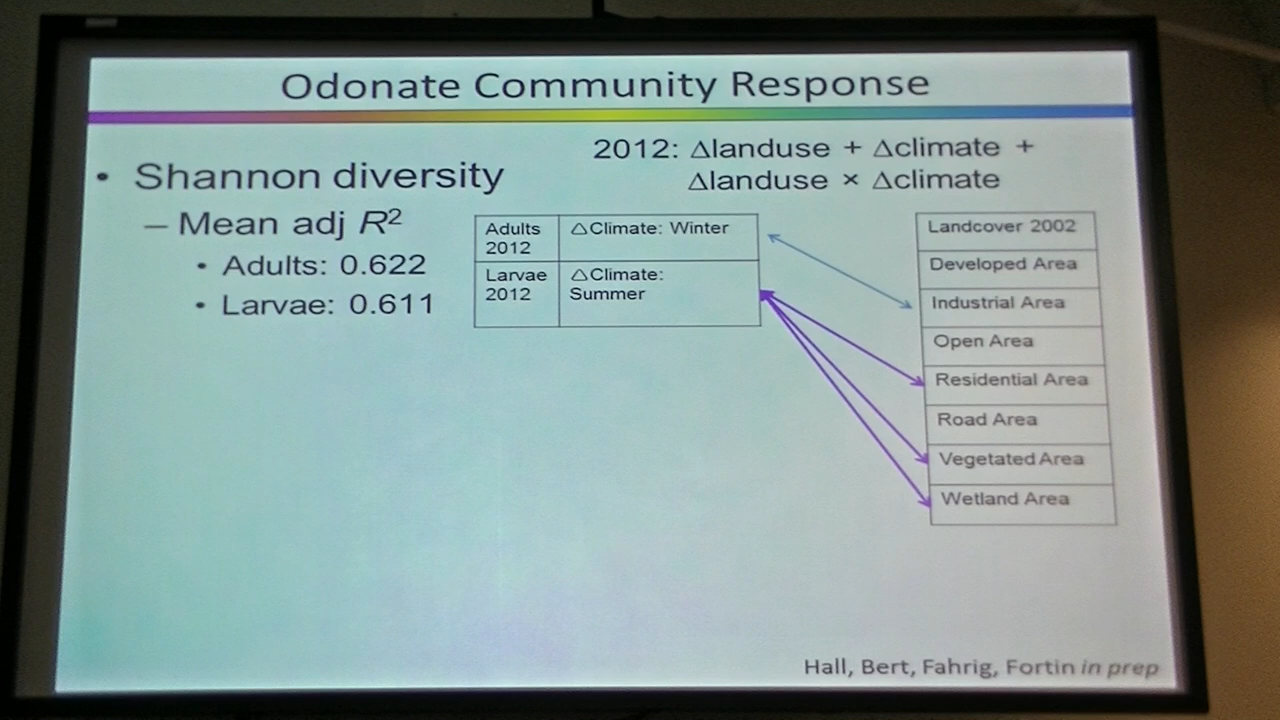 Odonate Community Response
• Shannon diversity
2012: Δlanduse + Δclimate +
Δlanduse × Δclimate
– Mean adj R²
• Adults: 0.622
• Larvae: 0.611
Adults
2012
△Climate: Winter
Larvae
2012
△Climate:
Summer
Landcover 2002
Developed Area
Industrial Area
Open Area
Residential Area
Road Area
Vegetated Area
Wetland Area
Hall, Bert, Fahrig, Fortin in prep